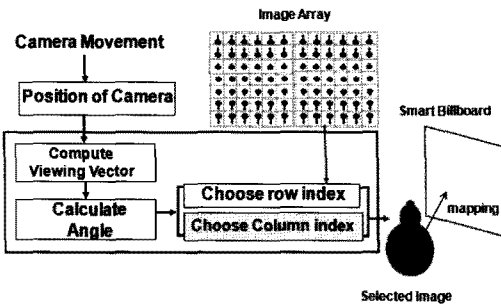 Image Array
Camera Movement
Position of Camera
Smart Billboard
Compute
Viewing Vector
Choose row index
Calculate
Angle
Choose Column index
mapping
Selected Image